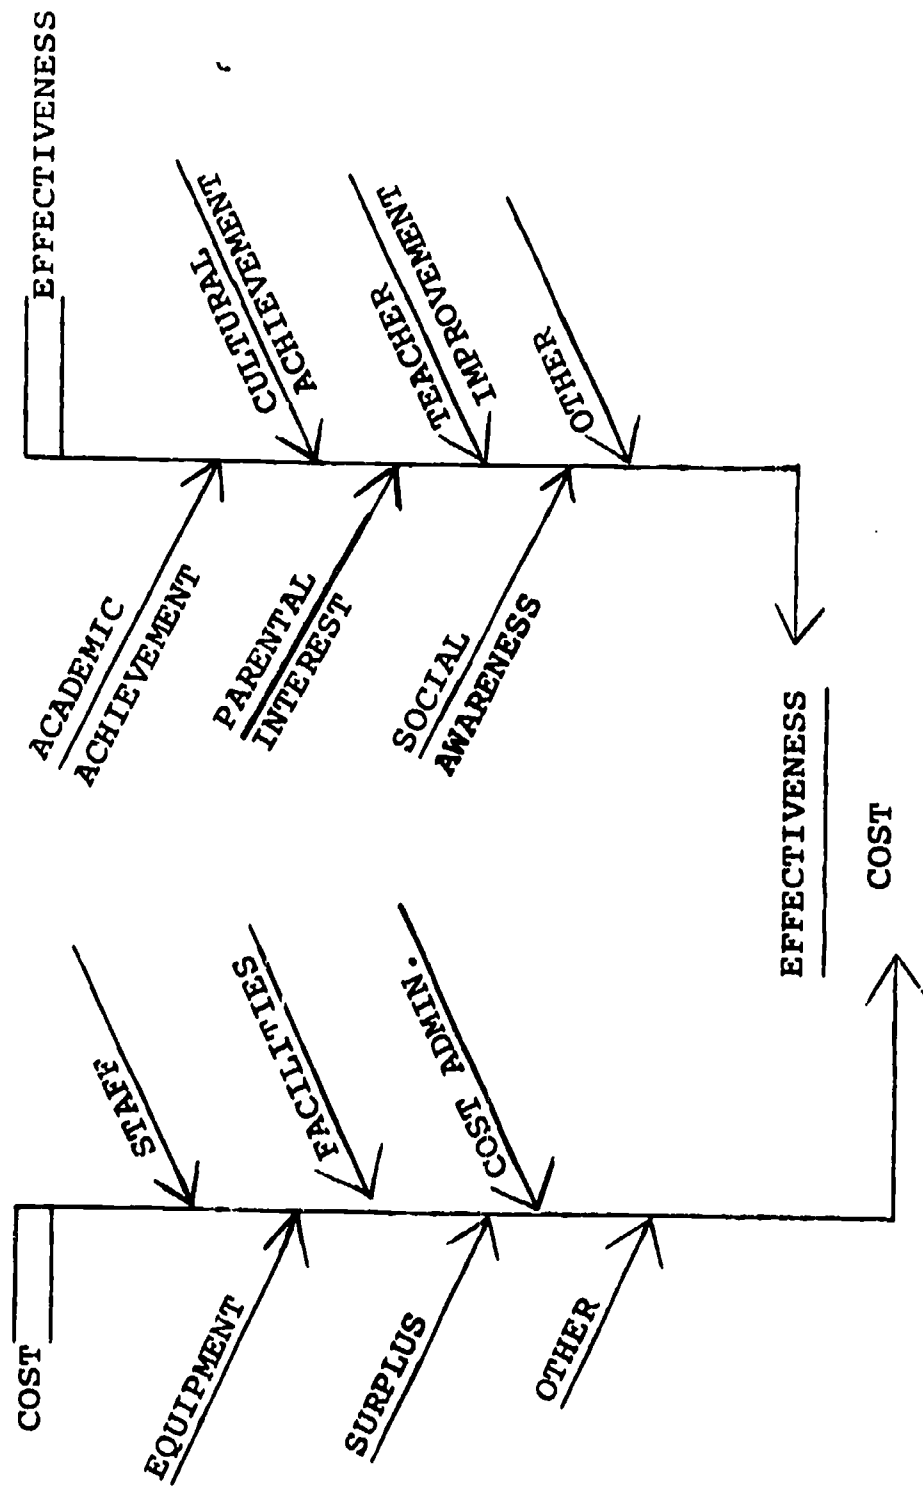 COST
EQUIPMENT
STAFF
SURPLUS
FACILITIES
OTHER
COST ADMIN.
EFFECTIVENESS
ACADEMIC
ACHIEVEMENT
CULTURAL
ACHIEVEMENT
PARENTAL
INTEREST
TEACHER
IMPROVEMENT
SOCIAL
AWARENESS
OTHER
EFFECTIVENESS
COST